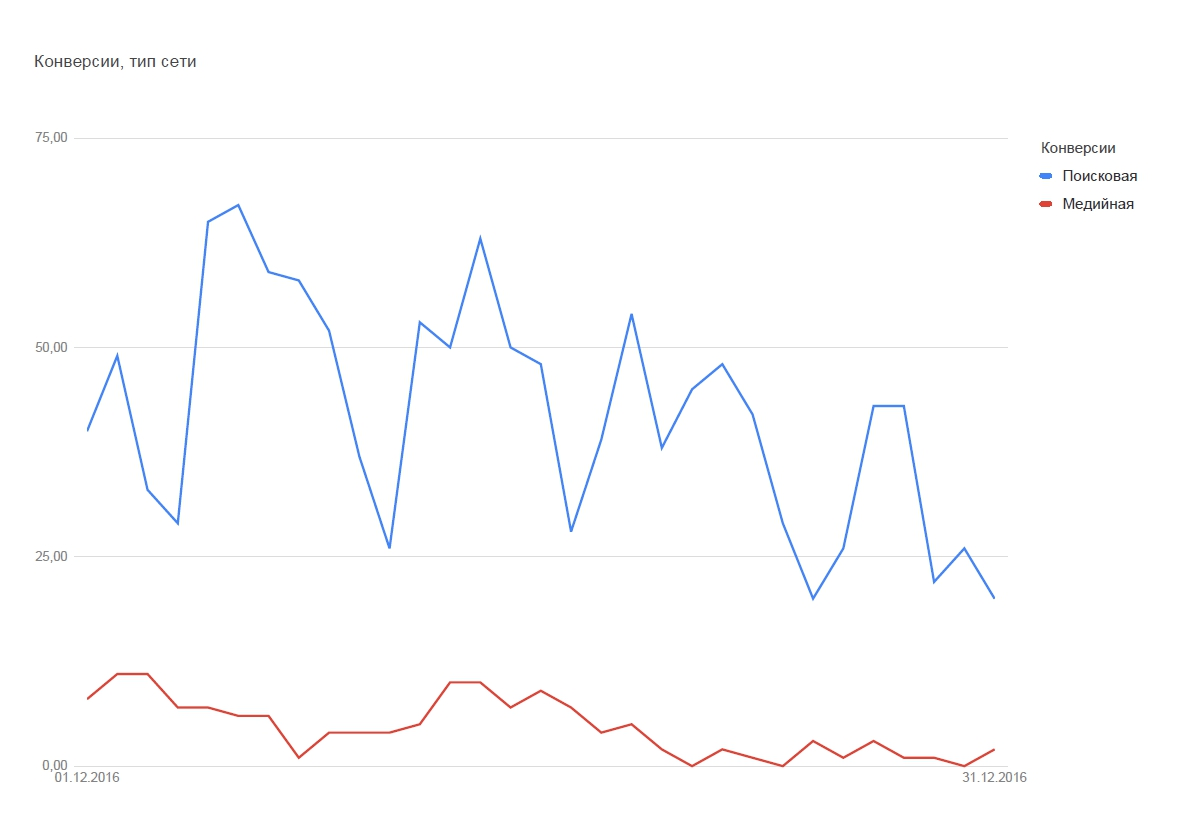 Конверсии, тип сети
75,00
50,00
25,00
0,00
01.12.2016
31.12.2016
Конверсии
Поисковая
Медийная